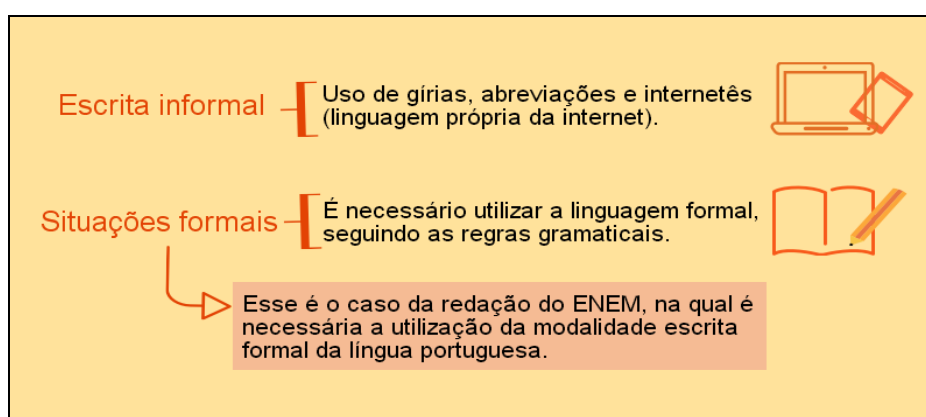 Escrita informal
Uso de gírias, abreviações e internetês
(linguagem própria da internet).
Situações formais
É necessário utilizar a linguagem formal,
seguindo as regras gramaticais.
Esse é o caso da redação do ENEM, na qual é
necessária a utilização da modalidade escrita
formal da língua portuguesa.